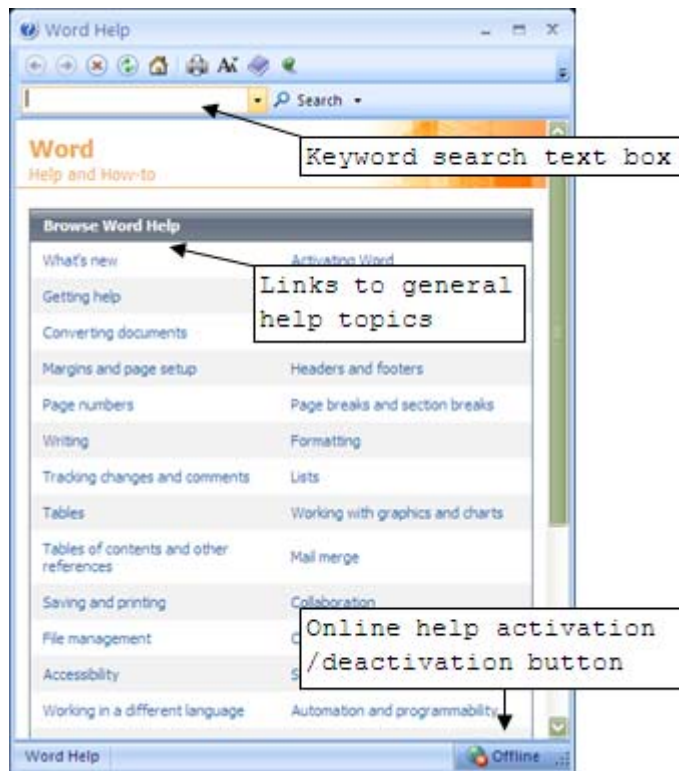 Word Help
Search
Keyword search text box
Word
Help and How-to
Browse Word Help
What's new Activating Word
Links to general
help topics
Getting help
Converting documents
Margins and page setup Headers and footers
Page numbers Page breaks and section breaks
Writing Formatting
Tracking changes and comments Lists
Tables Working with graphics and charts
Tables of contents and other
references
Mail merge
Saving and printing Collaboration
Online help activation
/deactivation button
File management
Accessibility
Working in a different language Automation and programmability
Word Help Offline